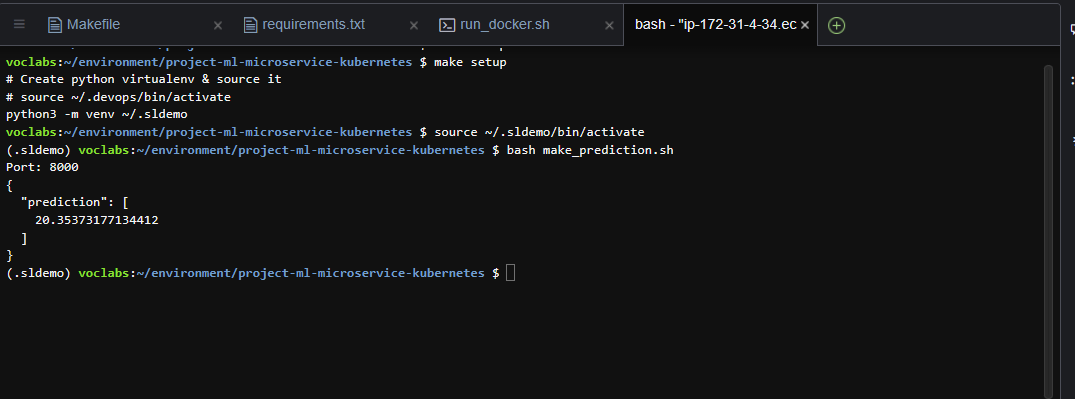 Makefile
requirements.txt
run_docker.sh
bash - "ip-172-31-4-34.ec
voclabs:~/environment/project-ml-microservice-kubernetes $ make setup
# Create python virtualenv & source it
# source ~/.devops/bin/activate
python3 -m venv ~/.sldemo
voclabs:~/environment/project-ml-microservice-kubernetes $ source ~/.sldemo/bin/activate
(.sldemo) voclabs:~/environment/project-ml-microservice-kubernetes $ bash make_prediction.sh
Port: 8000
{
  "prediction": [
    20.35373177134412
  ]
}
(.sldemo) voclabs:~/environment/project-ml-microservice-kubernetes $